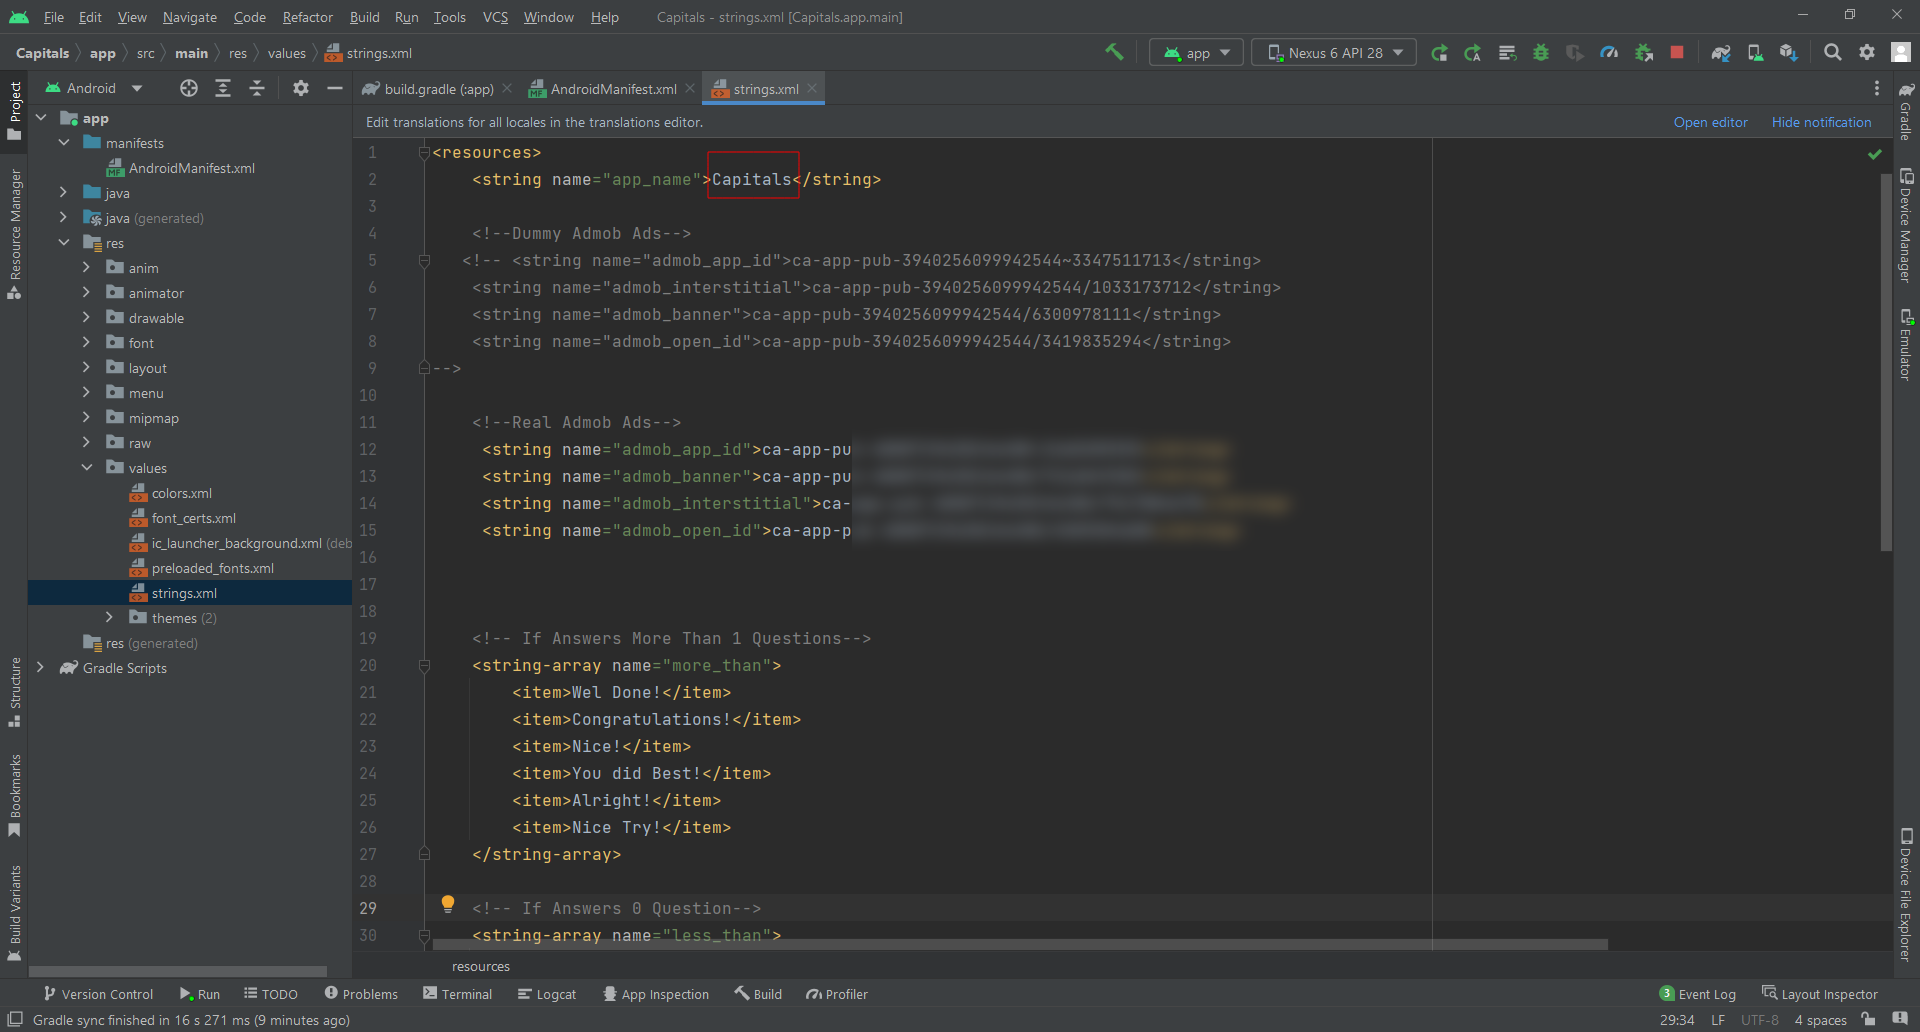 File Edit View Navigate Code Refactor Build Run Tools VCS Window Help Capitals - strings.xml [Capitals.app.main]
Capitals app src main res values strings.xml app Nexus 6 API 28
Android build.gradle (:app) AndroidManifest.xml strings.xml
Edit translations for all locales in the translations editor. Open editor Hide notification
Project
Resource Manager
Structure
Bookmarks
Build Variants
app
manifests
AndroidManifest.xml
java
java (generated)
res
anim
animator
drawable
font
layout
menu
mipmap
raw
values
colors.xml
font_certs.xml
ic_launcher_background.xml (deb
preloaded_fonts.xml
strings.xml
themes (2)
res (generated)
Gradle Scripts
1 <resources>
2 <string name="app_name">Capitals</string>
3
4 <!--Dummy Admob Ads-->
5 <!-- <string name="admob_app_id">ca-app-pub-3940256099942544~3347511713</string>
6 <string name="admob_interstitial">ca-app-pub-3940256099942544/1033173712</string>
7 <string name="admob_banner">ca-app-pub-3940256099942544/6300978111</string>
8 <string name="admob_open_id">ca-app-pub-3940256099942544/3419835294</string>
9 -->
10
11 <!--Real Admob Ads-->
12 <string name="admob_app_id">ca-app-pu
13 <string name="admob_banner">ca-app-pu
14 <string name="admob_interstitial">ca-
15 <string name="admob_open_id">ca-app-p
16
17
18
19 <!-- If Answers More Than 1 Questions-->
20 <string-array name="more_than">
21 <item>Wel Done!</item>
22 <item>Congratulations!</item>
23 <item>Nice!</item>
24 <item>You did Best!</item>
25 <item>Alright!</item>
26 <item>Nice Try!</item>
27 </string-array>
28
29 <!-- If Answers 0 Question-->
30 <string-array name="less_than">
resources
Gradle
Device Manager
Emulator
Device File Explorer
Version Control Run TODO Problems Terminal Logcat App Inspection Build Profiler 3 Event Log Layout Inspector
Gradle sync finished in 16 s 271 ms (9 minutes ago) 29:34 LF UTF-8 4 spaces